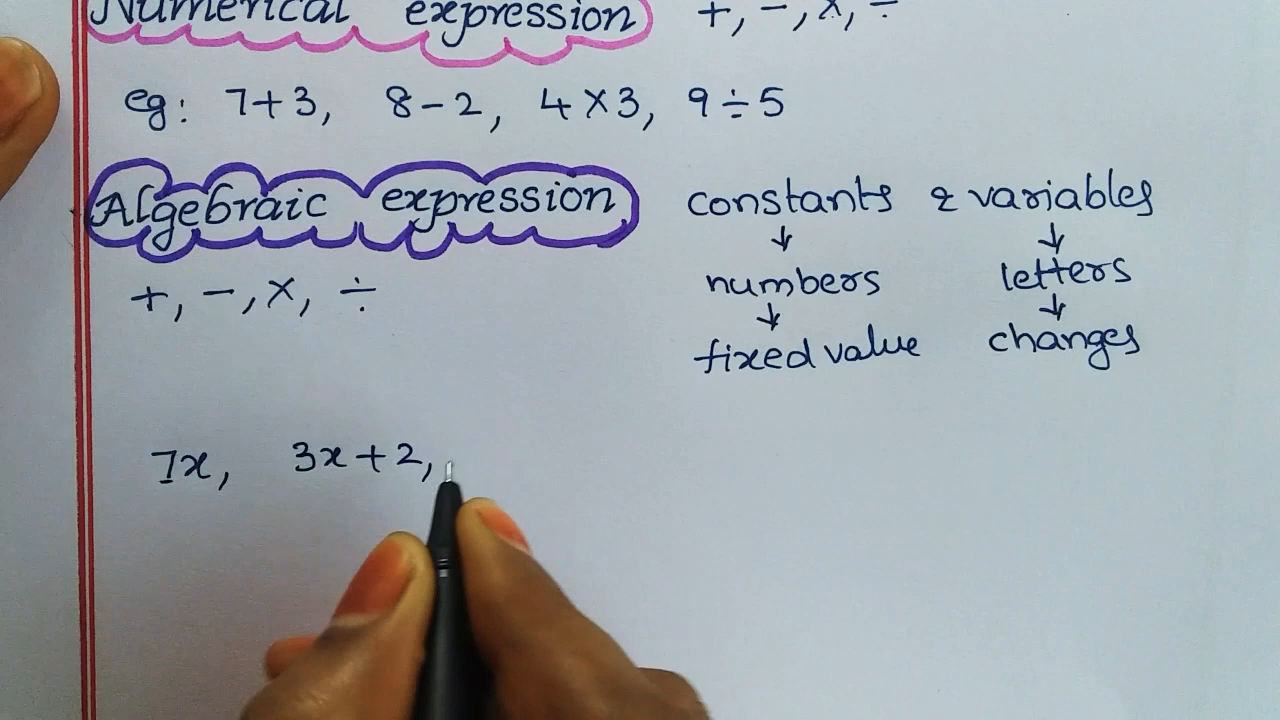 Numerical expression +, -, ×, ÷
eg: 7+3, 8-2, 4×3, 9÷5
Algebraic expression constants & variables
↓ ↓
+, -, ×, ÷ numbers letters
↓ ↓
fixed value changes
7x, 3x+2,